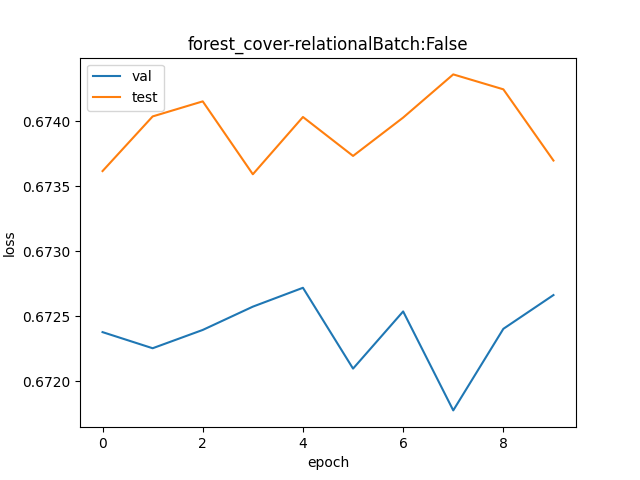 forest_cover-relationalBatch:False
val
test
0.6740
0.6735
0.6730
0.6725
0.6720
loss
0 2 4 6 8
epoch